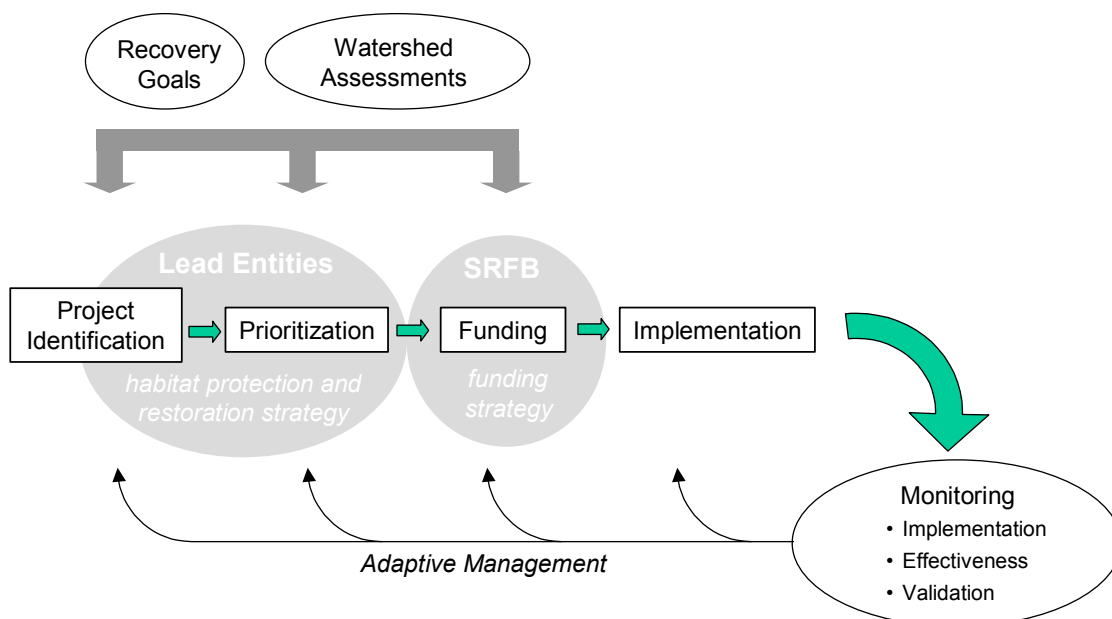 Recovery
Goals
Watershed
Assessments
Lead Entities
SRFB
Project
Identification
Prioritization
Funding
Implementation
habitat protection and
restoration strategy
funding
strategy
Monitoring
• Implementation
• Effectiveness
• Validation
Adaptive Management